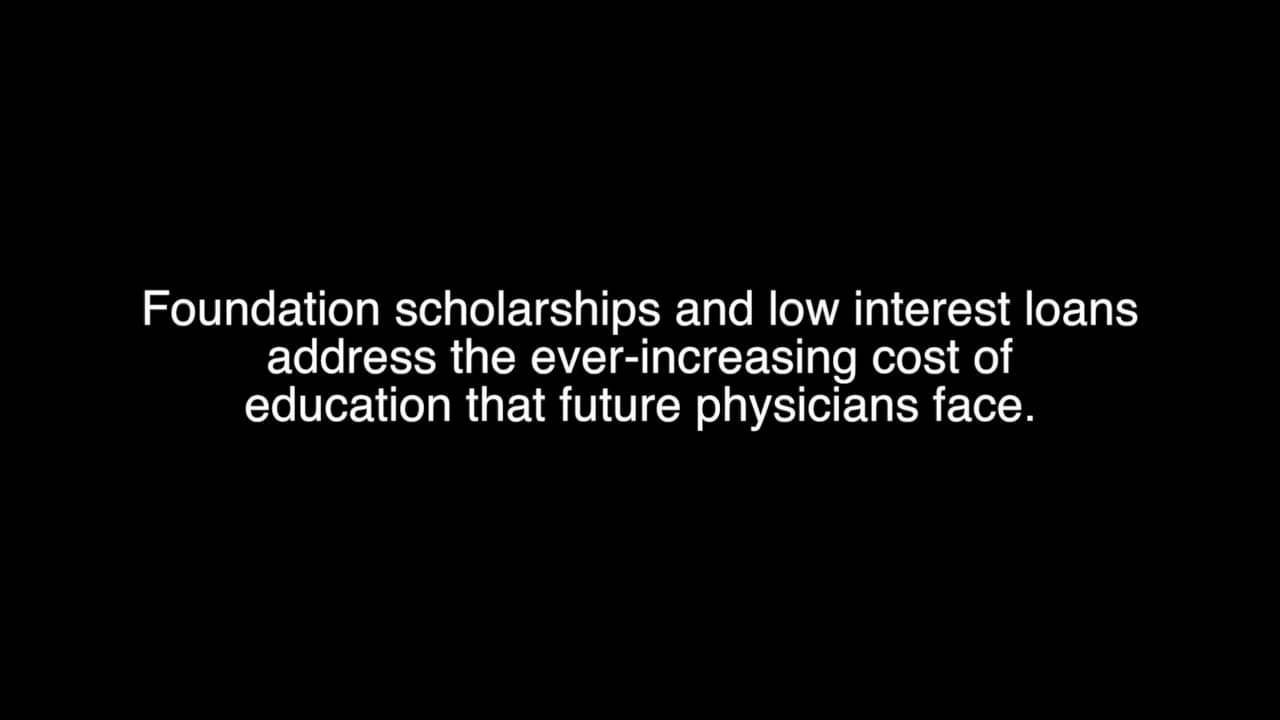 Foundation scholarships and low interest loans
address the ever-increasing cost of
education that future physicians face.